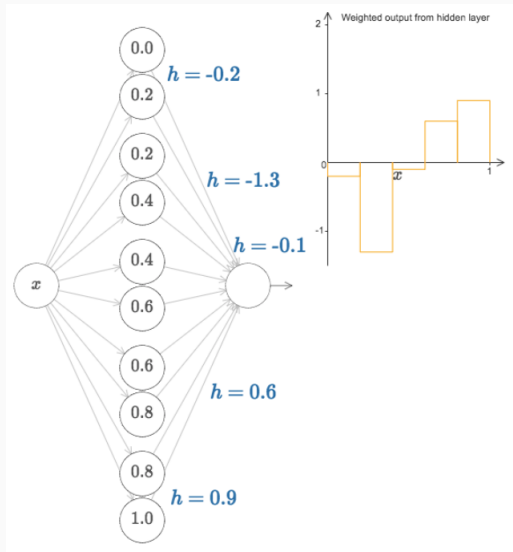 0.0
h = -0.2
0.2
0.2
h = -1.3
0.4
h = -0.1
0.4
x
0.6
0.6
h = 0.6
0.8
0.8
h = 0.9
1.0
Weighted output from hidden layer
2
1
0
x
1
-1